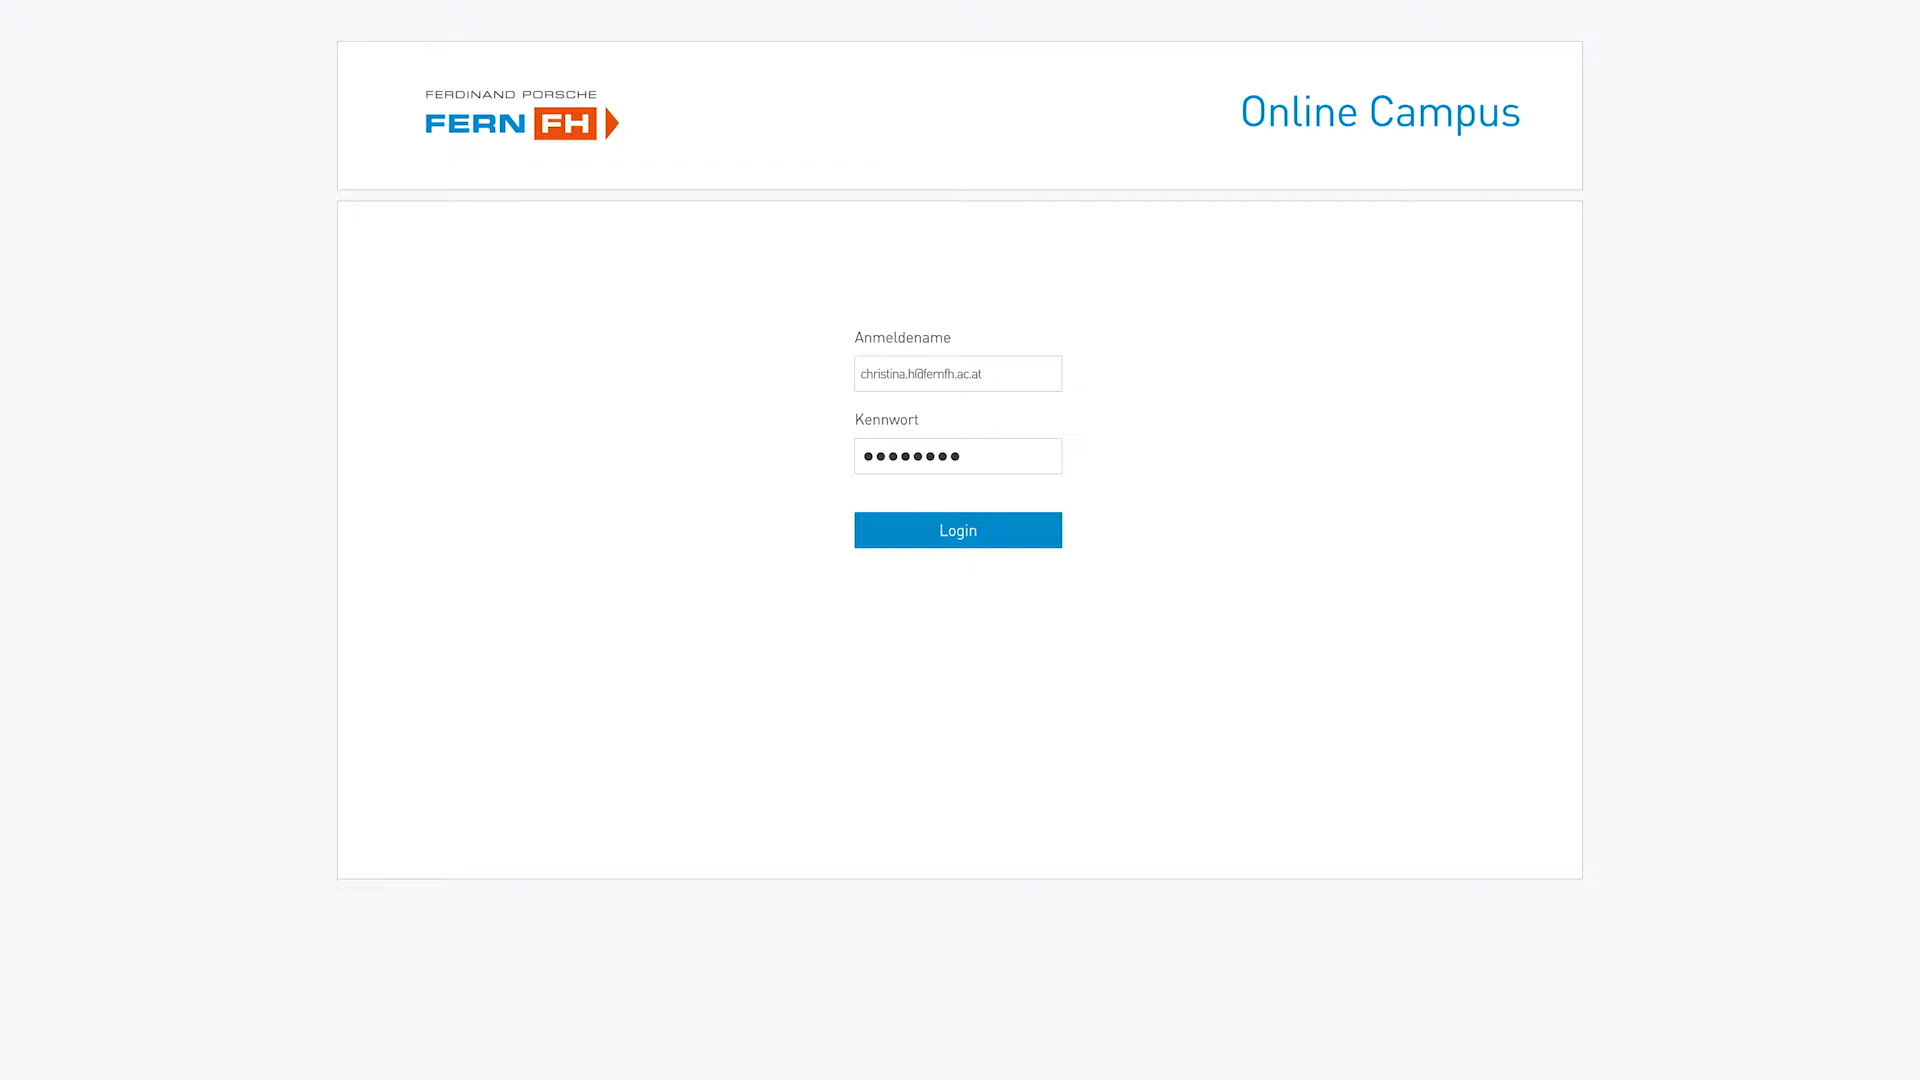 FERDINAND PORSCHE
FERN FH
Online Campus
Anmeldename
christina.h@fernfh.ac.at
Kennwort
Login